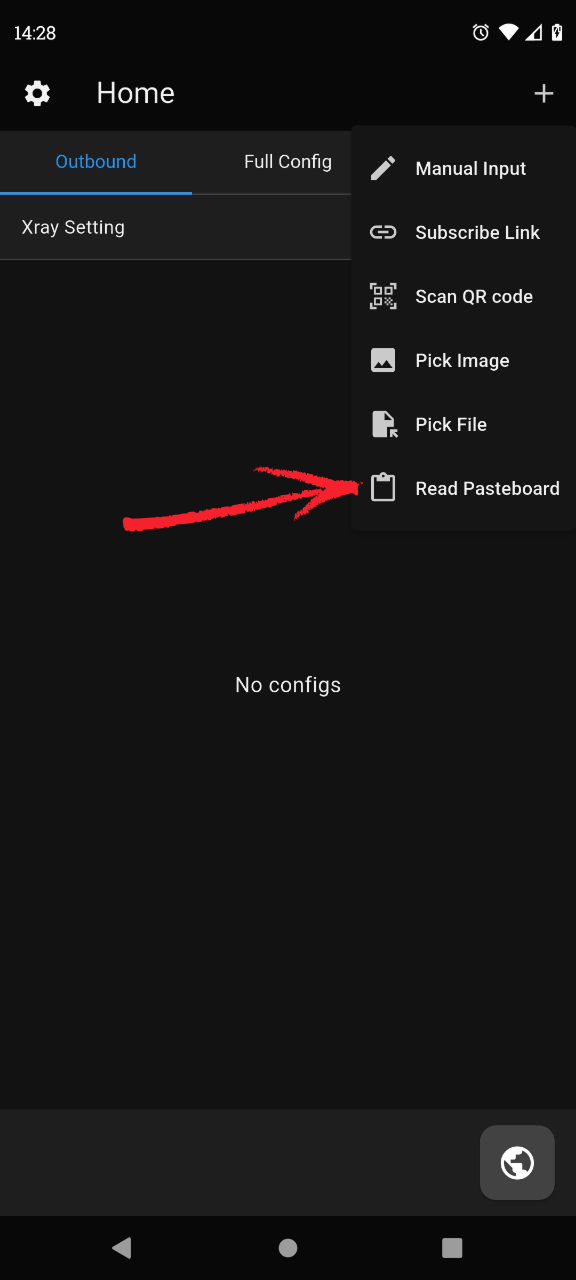 14:28
Home
Outbound
Full Config
Xray Setting
Manual Input
Subscribe Link
Scan QR code
Pick Image
Pick File
Read Pasteboard
No configs